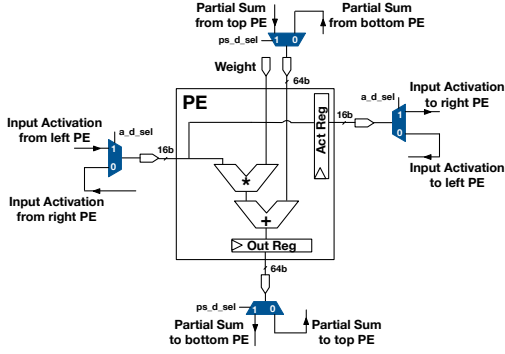 Partial Sum
from top PE
Partial Sum
from bottom PE
ps_d_sel
1 0
64b
Weight
PE
a_d_sel
Input Activation
to right PE
16b
1
0
Act Reg
Input Activation
from left PE
a_d_sel
1
0
16b
Input Activation
to left PE
Input Activation
from right PE
*
+
Out Reg
64b
ps_d_sel
1 0
Partial Sum
to bottom PE
Partial Sum
to top PE